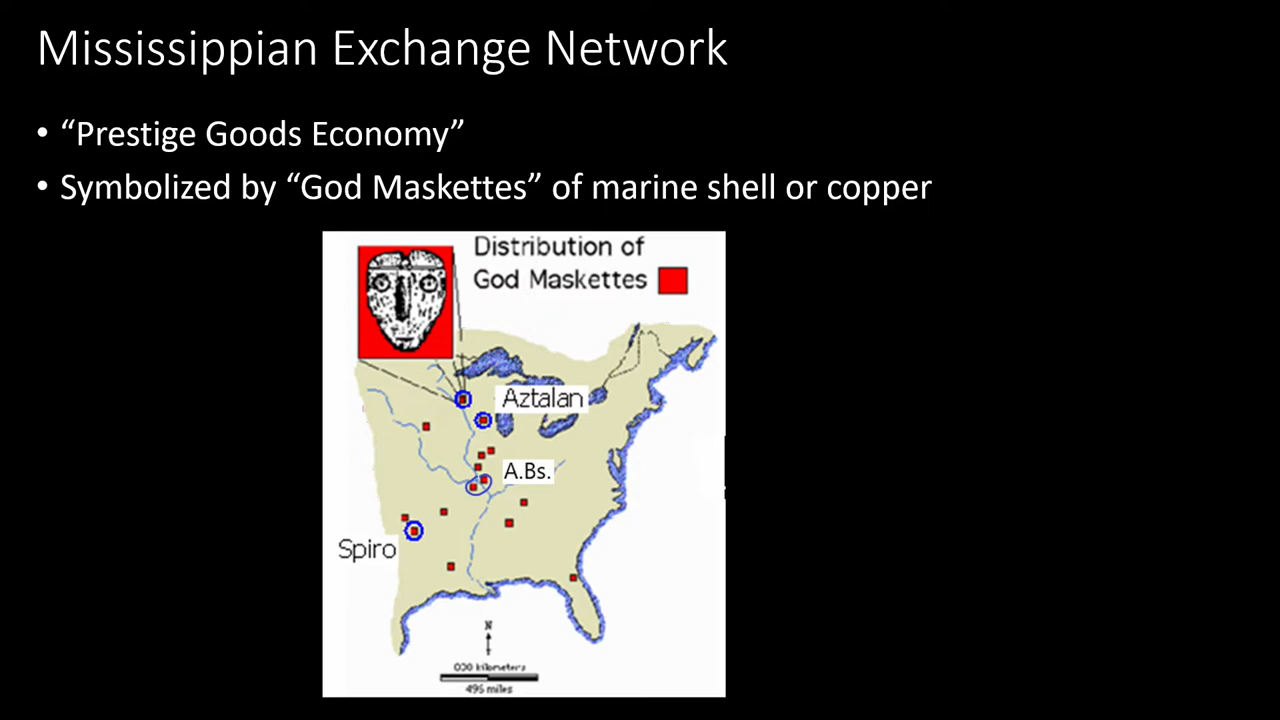 Mississippian Exchange Network
• “Prestige Goods Economy”
• Symbolized by “God Maskettes” of marine shell or copper
Distribution of
God Maskettes
Aztalan
A.Bs.
Spiro
N
000 kilometers
495 miles